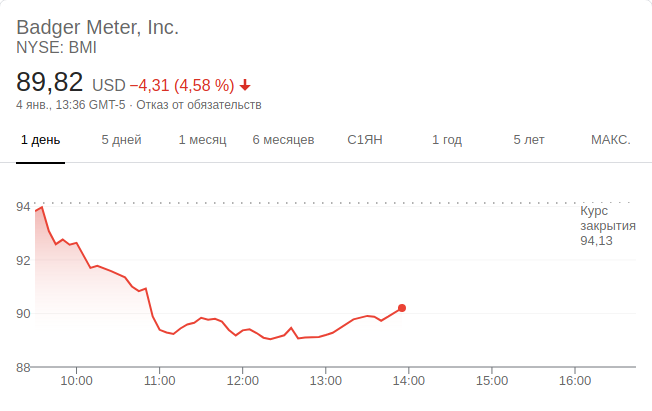 Badger Meter, Inc.
NYSE: BMI
89,82 USD −4,31 (4,58 %)
4 янв., 13:36 GMT-5 · Отказ от обязательств
1 день 5 дней 1 месяц 6 месяцев С1ЯН 1 год 5 лет МАКС.
94
Курс
закрытия
94,13
92
90
88
10:00 11:00 12:00 13:00 14:00 15:00 16:00